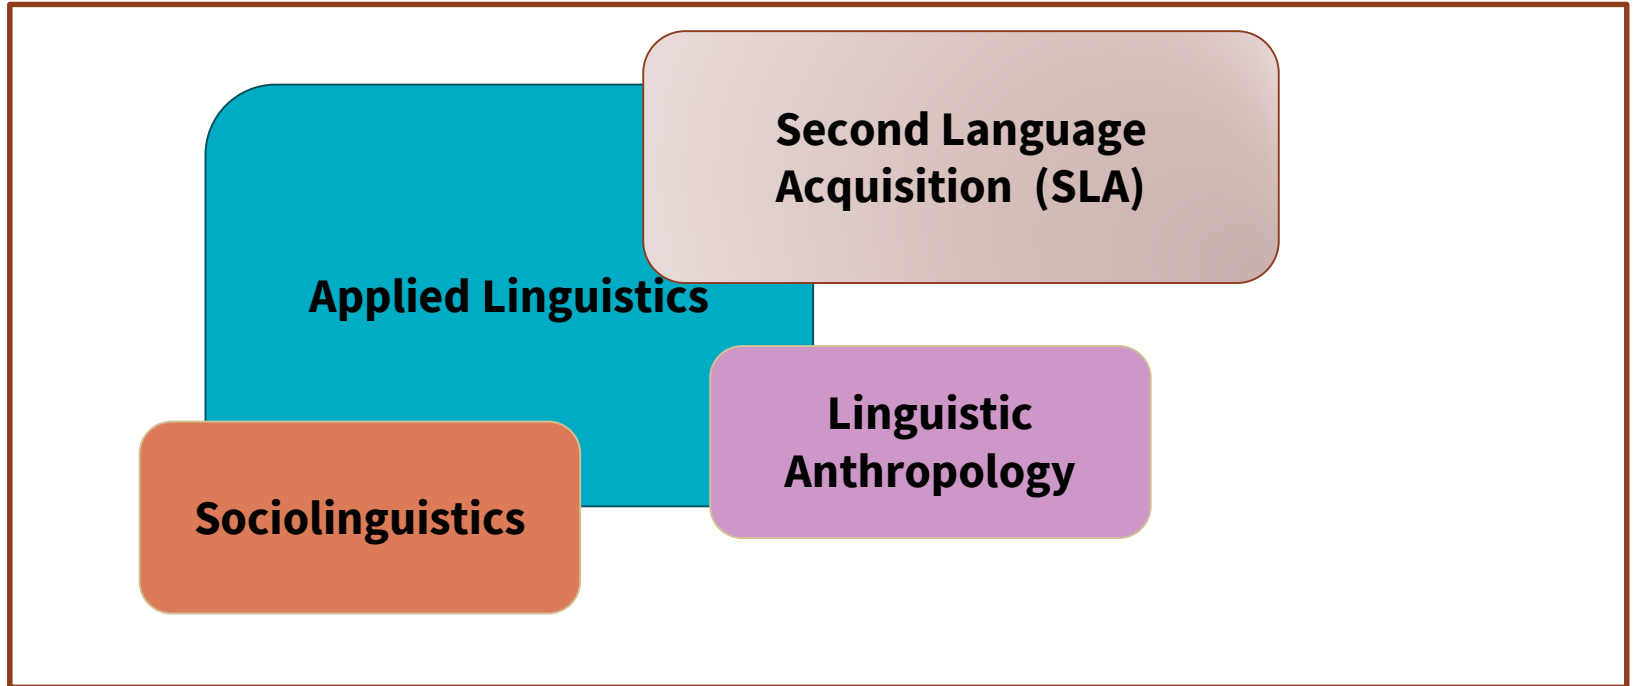 Second Language
Acquisition  (SLA)
Applied Linguistics
Linguistic
Anthropology
Sociolinguistics